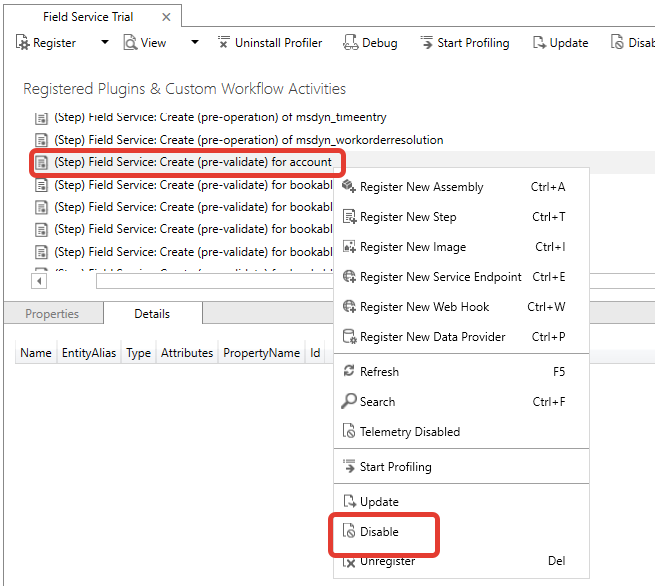 Field Service Trial ×
Register View Uninstall Profiler Debug Start Profiling Update Disab
Registered Plugins & Custom Workflow Activities
(Step) Field Service: Create (pre-operation) of msdyn_timeentry
(Step) Field Service: Create (pre-operation) of msdyn_workorderresolution
(Step) Field Service: Create (pre-validate) for account
(Step) Field Service: Create (pre-validate) for bookabl
(Step) Field Service: Create (pre-validate) for bookabl
(Step) Field Service: Create (pre-validate) for bookabl
(Step) Field Service: Create (pre-validate) for bookabl
Register New Assembly Ctrl+A
Register New Step Ctrl+T
Register New Image Ctrl+I
Register New Service Endpoint Ctrl+E
Register New Web Hook Ctrl+W
Register New Data Provider Ctrl+P
Refresh F5
Search Ctrl+F
Telemetry Disabled
Start Profiling
Update
Disable
Unregister Del
Properties Details
Name EntityAlias Type Attributes PropertyName Id